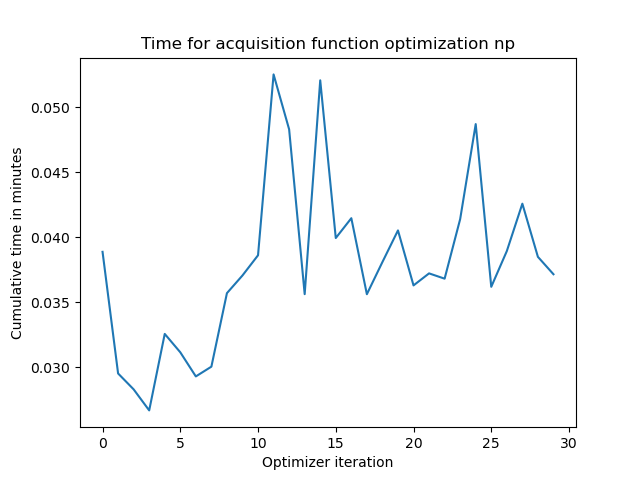 Time for acquisition function optimization np
Cumulative time in minutes
0.050
0.045
0.040
0.035
0.030
0 5 10 15 20 25 30
Optimizer iteration